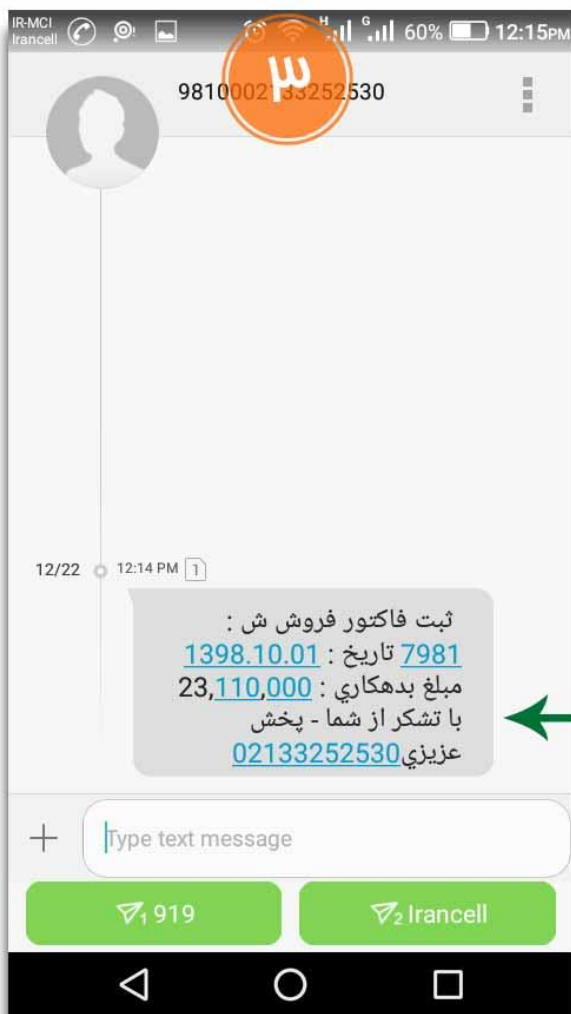 IR-MCI
Irancell
H
G
60%
12:15PM
۳
9810002133252530
12/22
12:14 PM
1
ثبت فاکتور فروش ش :
7981 تاریخ : 1398.10.01
مبلغ بدهکاري : 23,110,000
با تشکر از شما - پخش
عزیزي02133252530
Type text message
1 919
2 Irancell